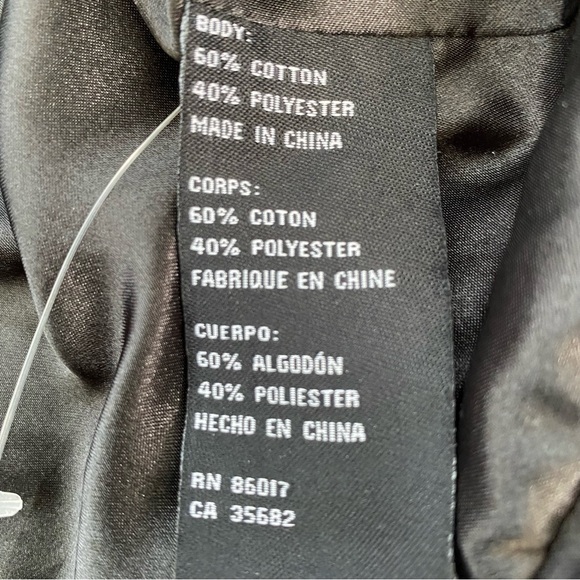 BODY:
60% COTTON
40% POLYESTER
MADE IN CHINA
CORPS:
60% COTON
40% POLYESTER
FABRIQUE EN CHINE
CUERPO:
60% ALGODÓN
40% POLIESTER
HECHO EN CHINA
RN 86017
CA 35682